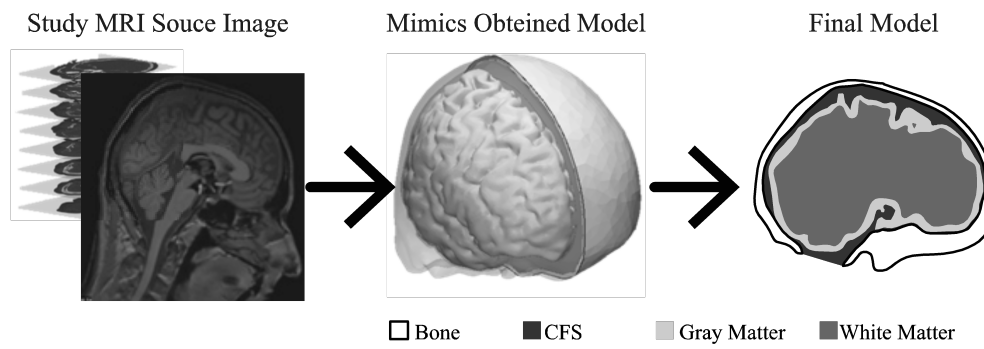 Study MRI Souce Image
Mimics Obteined Model
Final Model
Bone
CFS
Gray Matter
White Matter